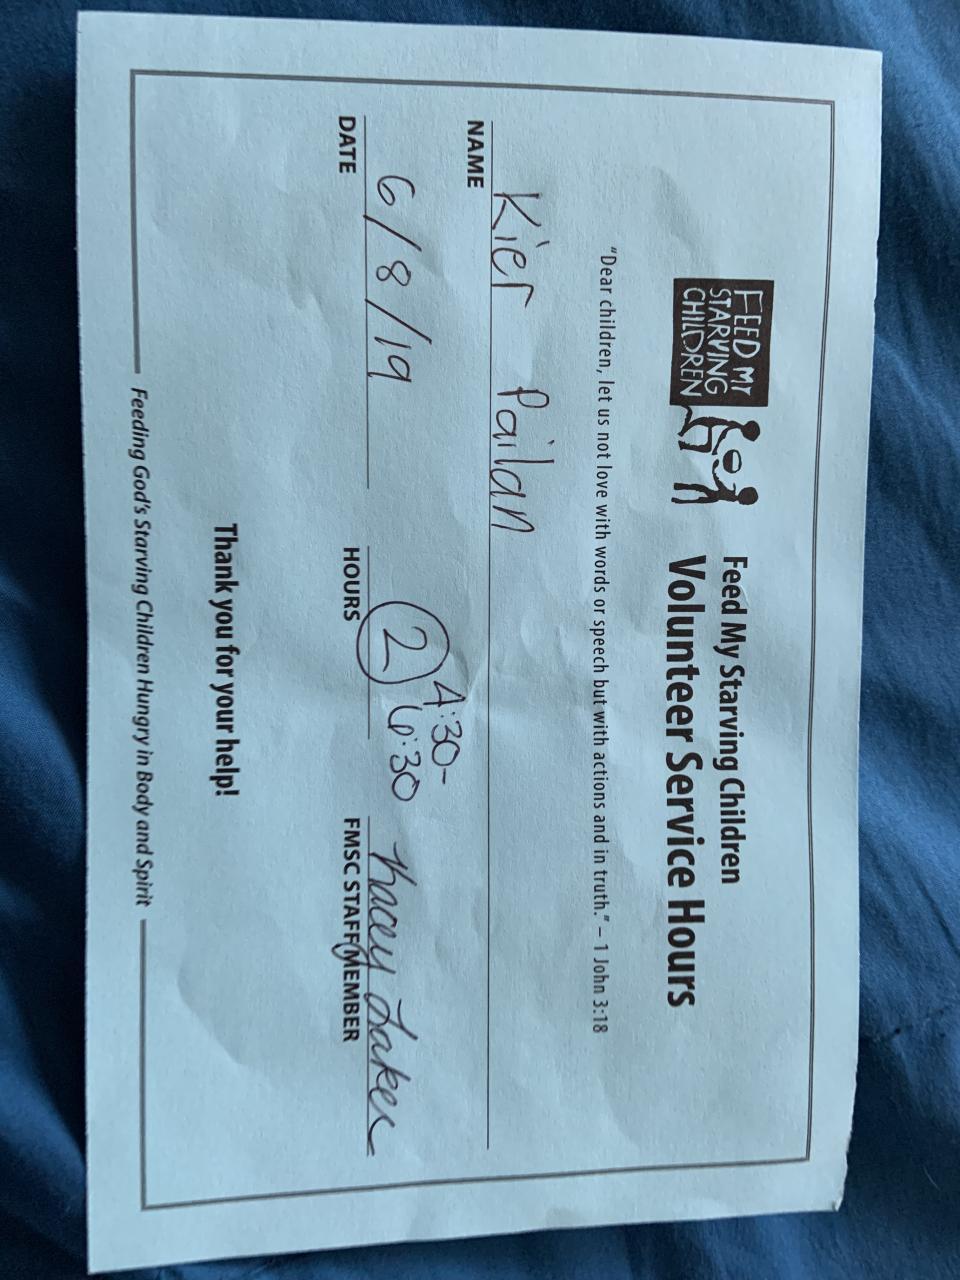 FEED MY
STARVING
CHILDREN
Feed My Starving Children
Volunteer Service Hours
"Dear children, let us not love with words or speech but with actions and in truth." – 1 John 3:18
Kier Pailan
NAME
6/8/19
4:30-
2 6:30
Kacey Laker
DATE
HOURS
FMSC STAFF MEMBER
Thank you for your help!
Feeding God's Starving Children Hungry in Body and Spirit